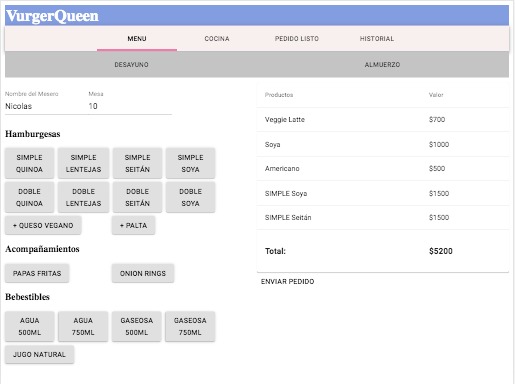 VurgerQueen
MENU COCINA PEDIDO LISTO HISTORIAL
DESAYUNO ALMUERZO
Nombre del Mesero Mesa
Nicolas 10
Hamburgesas
SIMPLE QUINOA
SIMPLE LENTEJAS
SIMPLE SEITÁN
SIMPLE SOYA
DOBLE QUINOA
DOBLE LENTEJAS
DOBLE SEITÁN
DOBLE SOYA
+ QUESO VEGANO + PALTA
Acompañamientos
PAPAS FRITAS ONION RINGS
Bebestibles
AGUA 500ML
AGUA 750ML
GASEOSA 500ML
GASEOSA 750ML
JUGO NATURAL
Productos Valor
Veggie Latte $700
Soya $1000
Americano $500
SIMPLE Soya $1500
SIMPLE Seitán $1500
Total: $5200
ENVIAR PEDIDO